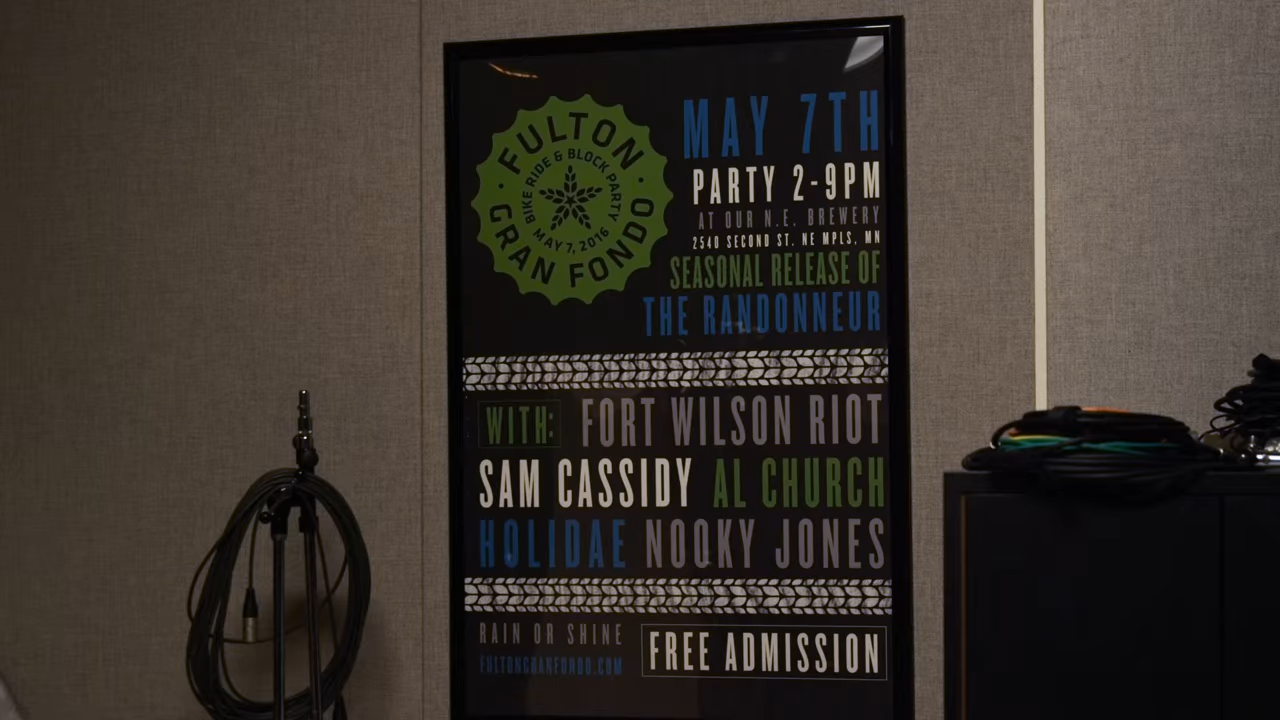 FULTON
BIKE RIDE & BLOCK PARTY
MAY 7, 2016
GRAN FONDO
MAY 7TH
PARTY 2-9PM
AT OUR N.E. BREWERY
2540 SECOND ST. NE MPLS, MN
SEASONAL RELEASE OF
THE RANDONNEUR
WITH: FORT WILSON RIOT
SAM CASSIDY AL CHURCH
HOLIDAE NOOKY JONES
RAIN OR SHINE
FULTONGRANFONDO.COM
FREE ADMISSION